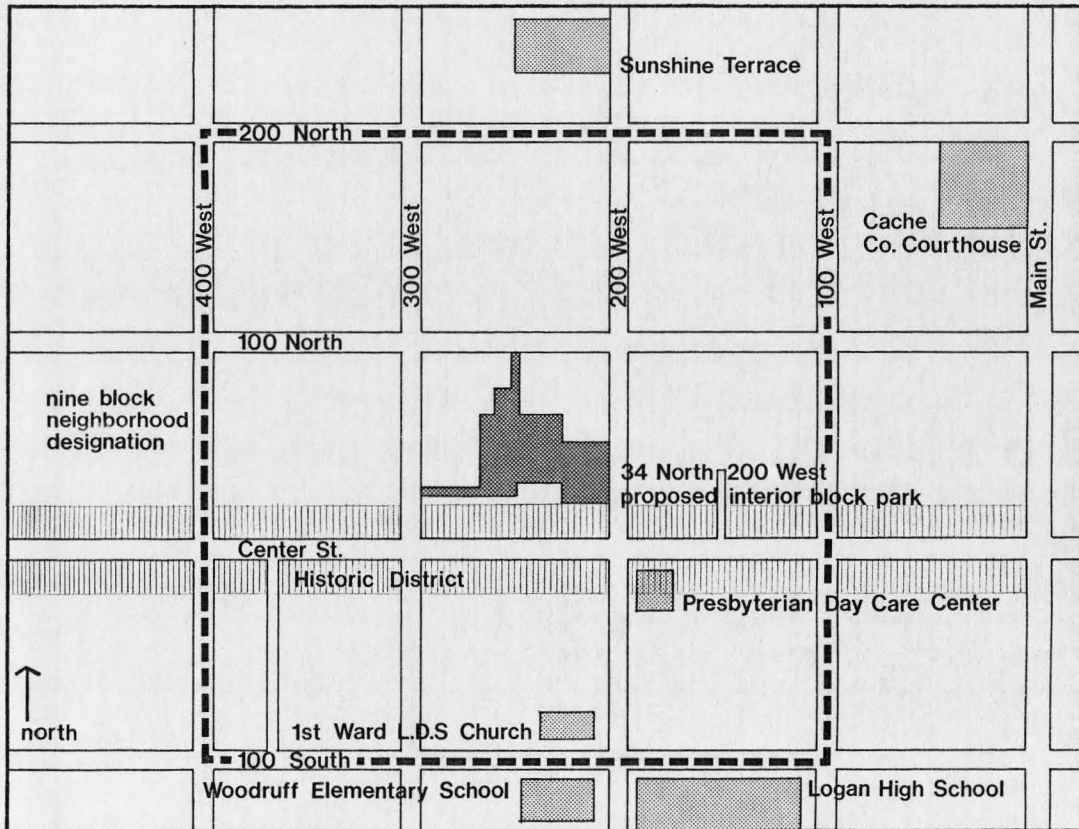 Sunshine Terrace
200 North
400 West
300 West
200 West
100 West
Cache
Co. Courthouse
Main St.
100 North
nine block
neighborhood
designation
34 North 200 West
proposed interior block park
Center St.
Historic District
Presbyterian Day Care Center
north
1st Ward L.D.S Church
100 South
Woodruff Elementary School
Logan High School